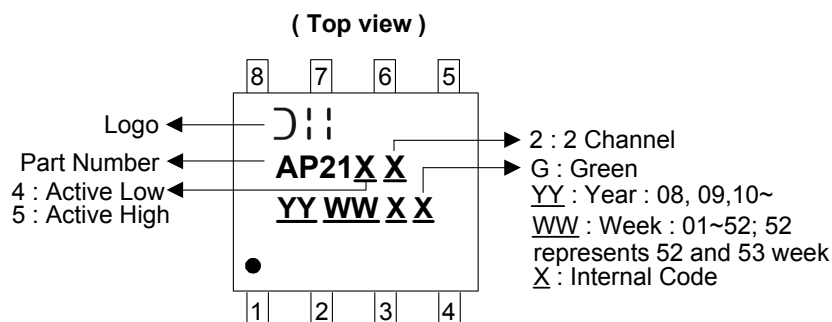 ( Top view )
8 7 6 5
Logo
Part Number
4 : Active Low
5 : Active High
AP21X X
YY WW X X
2 : 2 Channel
G : Green
YY : Year : 08, 09,10~
WW : Week : 01~52; 52
represents 52 and 53 week
X : Internal Code
1 2 3 4